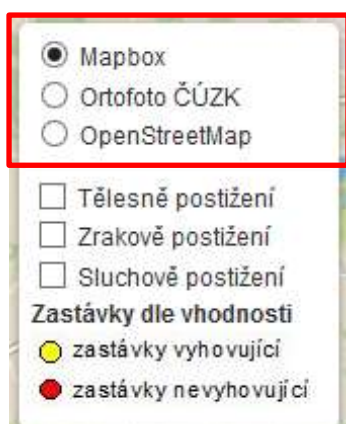 Mapbox
Ortofoto ČÚZK
OpenStreetMap
Tělesně postižení
Zrakově postižení
Sluchově postižení
Zastávky dle vhodnosti
zastávky vyhovující
zastávky nevyhovující